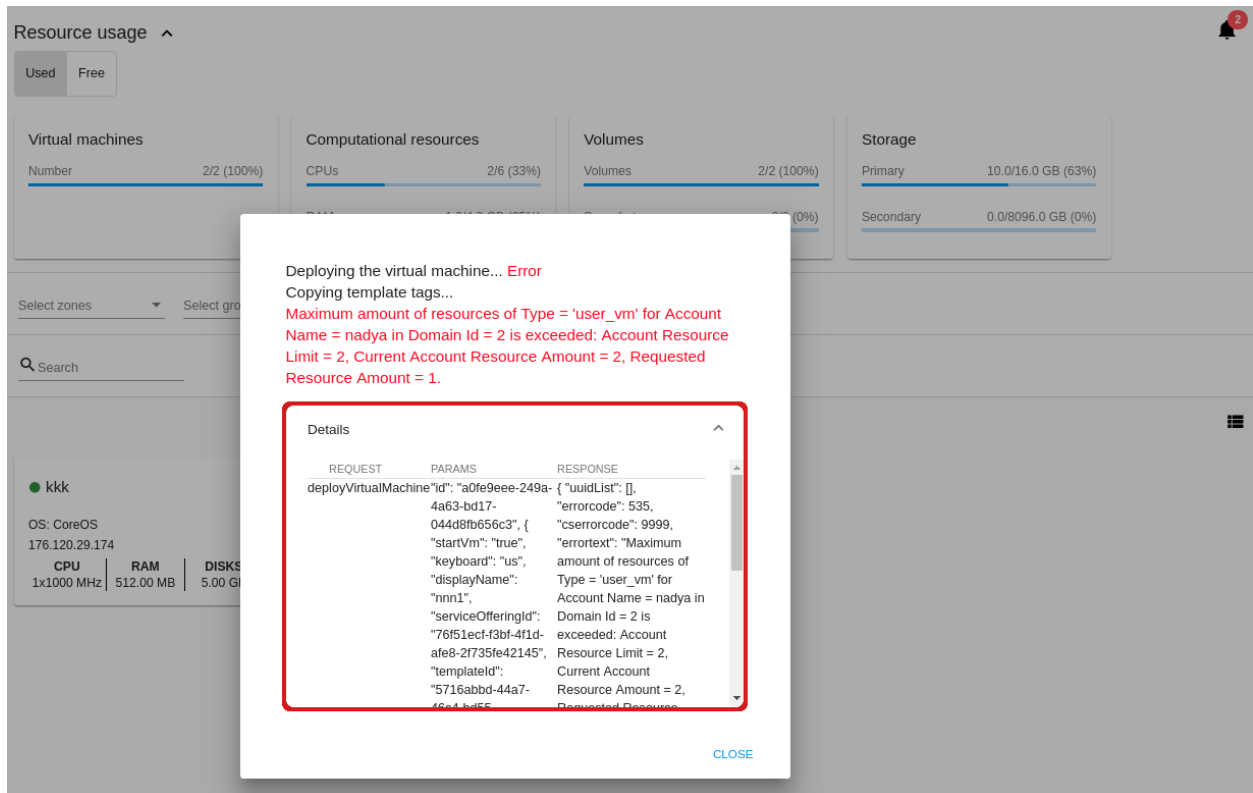 Resource usage
2
Used Free
Virtual machines
Number 2/2 (100%)
Computational resources
CPUs 2/6 (33%)
Volumes
Volumes 2/2 (100%)
(0%)
Storage
Primary 10.0/16.0 GB (63%)
Secondary 0.0/8096.0 GB (0%)
Select zones
Select gro
Search
kkk
OS: CoreOS
176.120.29.174
CPU RAM DISKS
1x1000 MHz 512.00 MB 5.00 G
Deploying the virtual machine... Error
Copying template tags...
Maximum amount of resources of Type = 'user_vm' for Account
Name = nadya in Domain Id = 2 is exceeded: Account Resource
Limit = 2, Current Account Resource Amount = 2, Requested
Resource Amount = 1.
Details
REQUEST PARAMS RESPONSE
deployVirtualMachine "id": "a0fe9eee-249a- { "uuidList": [],
4a63-bd17- "errorcode": 535,
044d8fb656c3", { "cserrorcode": 9999,
"startVm": "true", "errortext": "Maximum
"keyboard": "us", amount of resources of
"displayName": Type = 'user_vm' for
"nnn1", Account Name = nadya in
"serviceOfferingId": Domain Id = 2 is
"76f51ecf-f3bf-4f1d- exceeded: Account
afe8-2f735fe42145", Resource Limit = 2,
"templateId": Current Account
"5716abbd-44a7- Resource Amount = 2,
Requested Resource
CLOSE